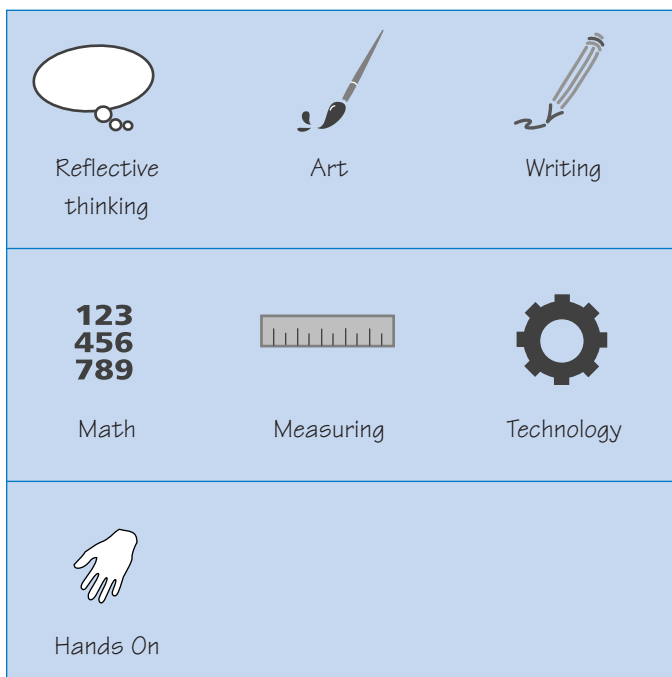 Reflective
thinking
Art
Writing
123
456
789
Math
Measuring
Technology
Hands On